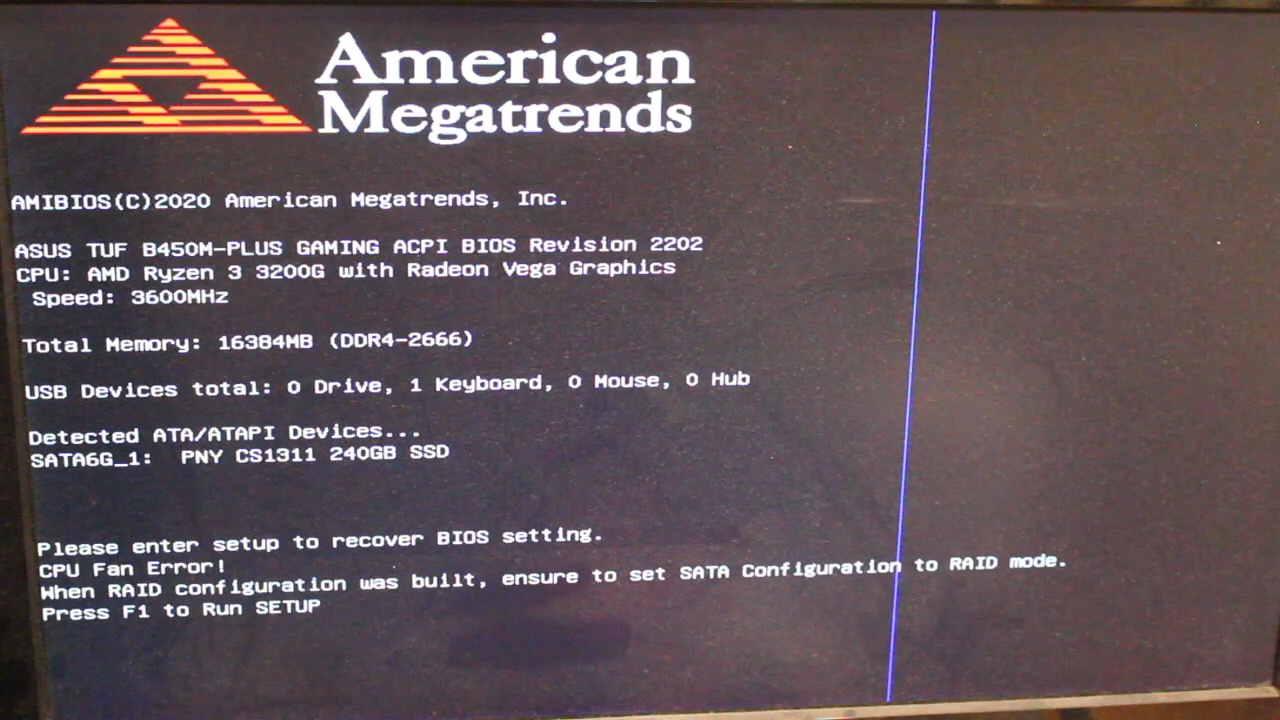 American
Megatrends
AMIBIOS(C)2020 American Megatrends, Inc.
ASUS TUF B450M-PLUS GAMING ACPI BIOS Revision 2202
CPU: AMD Ryzen 3 3200G with Radeon Vega Graphics
Speed: 3600MHz
Total Memory: 16384MB (DDR4-2666)
USB Devices total: 0 Drive, 1 Keyboard, 0 Mouse, 0 Hub
Detected ATA/ATAPI Devices...
SATA6G_1: PNY CS1311 240GB SSD
Please enter setup to recover BIOS setting.
CPU Fan Error!
When RAID configuration was built, ensure to set SATA Configuration to RAID mode.
Press F1 to Run SETUP